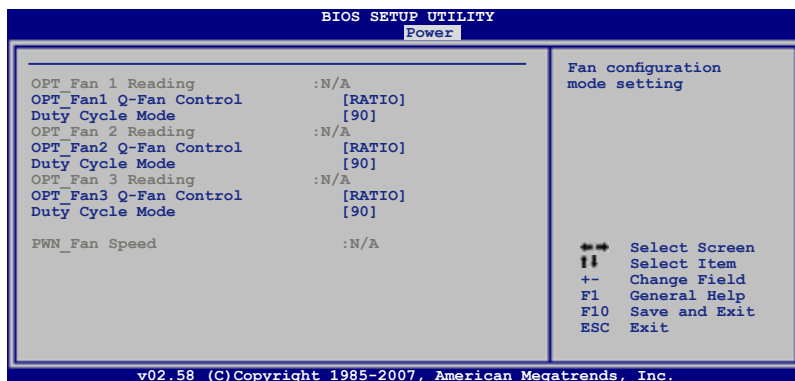 BIOS SETUP UTILITY
Power
OPT_Fan 1 Reading :N/A
OPT_Fan1 Q-Fan Control [RATIO]
Duty Cycle Mode [90]
OPT_Fan 2 Reading :N/A
OPT_Fan2 Q-Fan Control [RATIO]
Duty Cycle Mode [90]
OPT_Fan 3 Reading :N/A
OPT_Fan3 Q-Fan Control [RATIO]
Duty Cycle Mode [90]
PWN_Fan Speed :N/A
Fan configuration
mode setting
Select Screen
Select Item
+- Change Field
F1 General Help
F10 Save and Exit
ESC Exit
v02.58 (C)Copyright 1985-2007, American Megatrends, Inc.